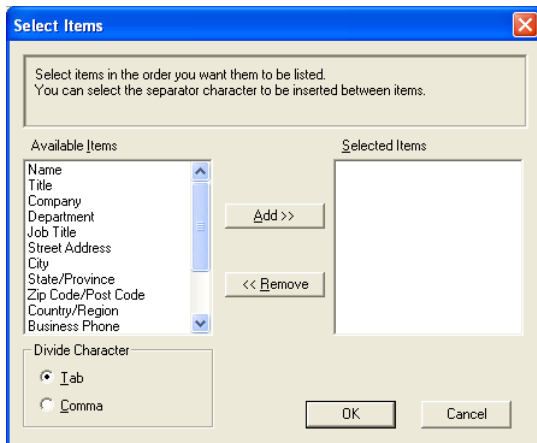 Select Items
Select items in the order you want them to be listed.
You can select the separator character to be inserted between items.
Available Items
Selected Items
Name
Title
Company
Department
Job Title
Street Address
City
State/Province
Zip Code/Post Code
Country/Region
Business Phone
Add >>
<< Remove
Divide Character
Tab
Comma
OK
Cancel